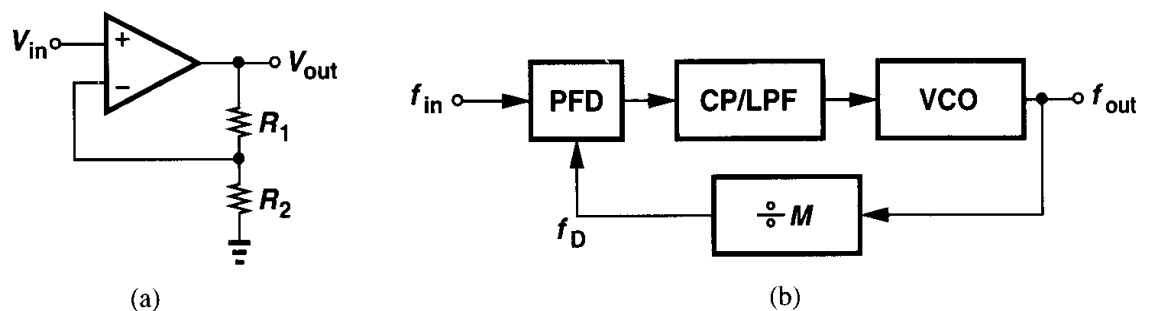 V_in
+
−
V_out
R_1
R_2
(a)
f_in
PFD
CP/LPF
VCO
f_out
f_D
÷ M
(b)